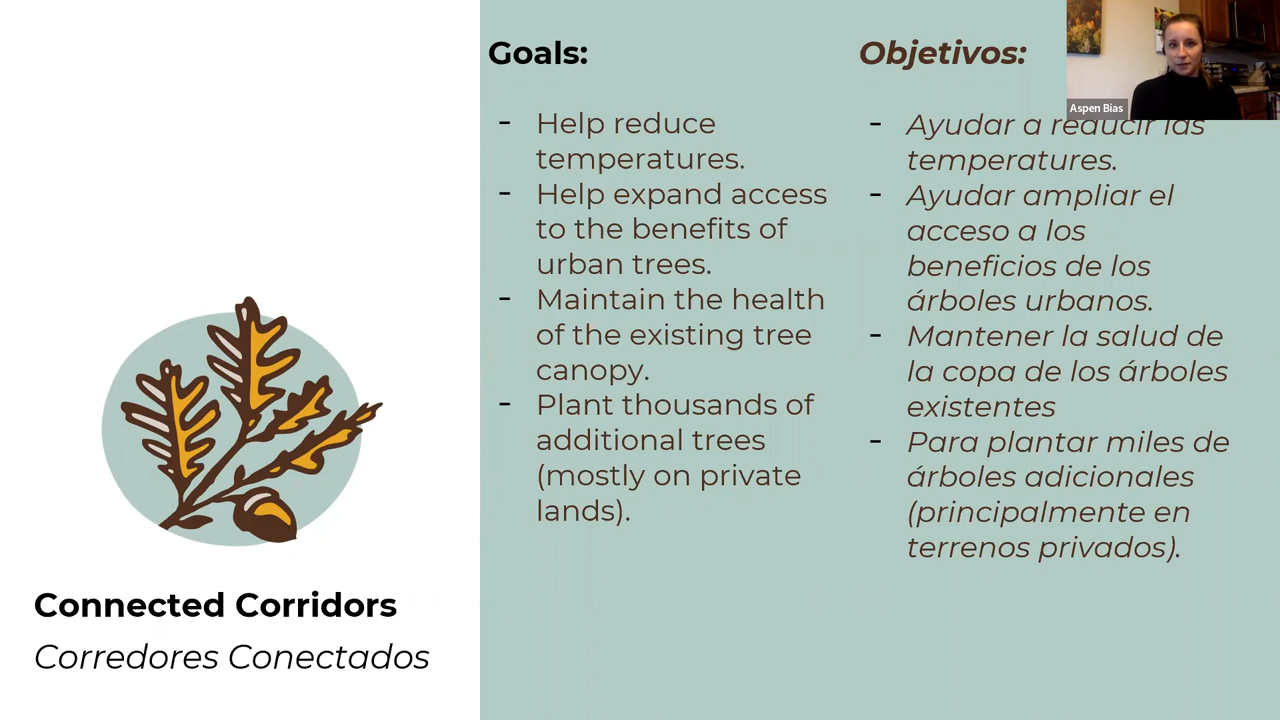 Goals:
- Help reduce
temperatures.
- Help expand access
to the benefits of
urban trees.
- Maintain the health
of the existing tree
canopy.
- Plant thousands of
additional trees
(mostly on private
lands).
Objetivos:
- Ayudar a reducir las
temperatures.
- Ayudar ampliar el
acceso a los
beneficios de los
árboles urbanos.
- Mantener la salud de
la copa de los árboles
existentes
- Para plantar miles de
árboles adicionales
(principalmente en
terrenos privados).
Aspen Bias
Connected Corridors
Corredores Conectados